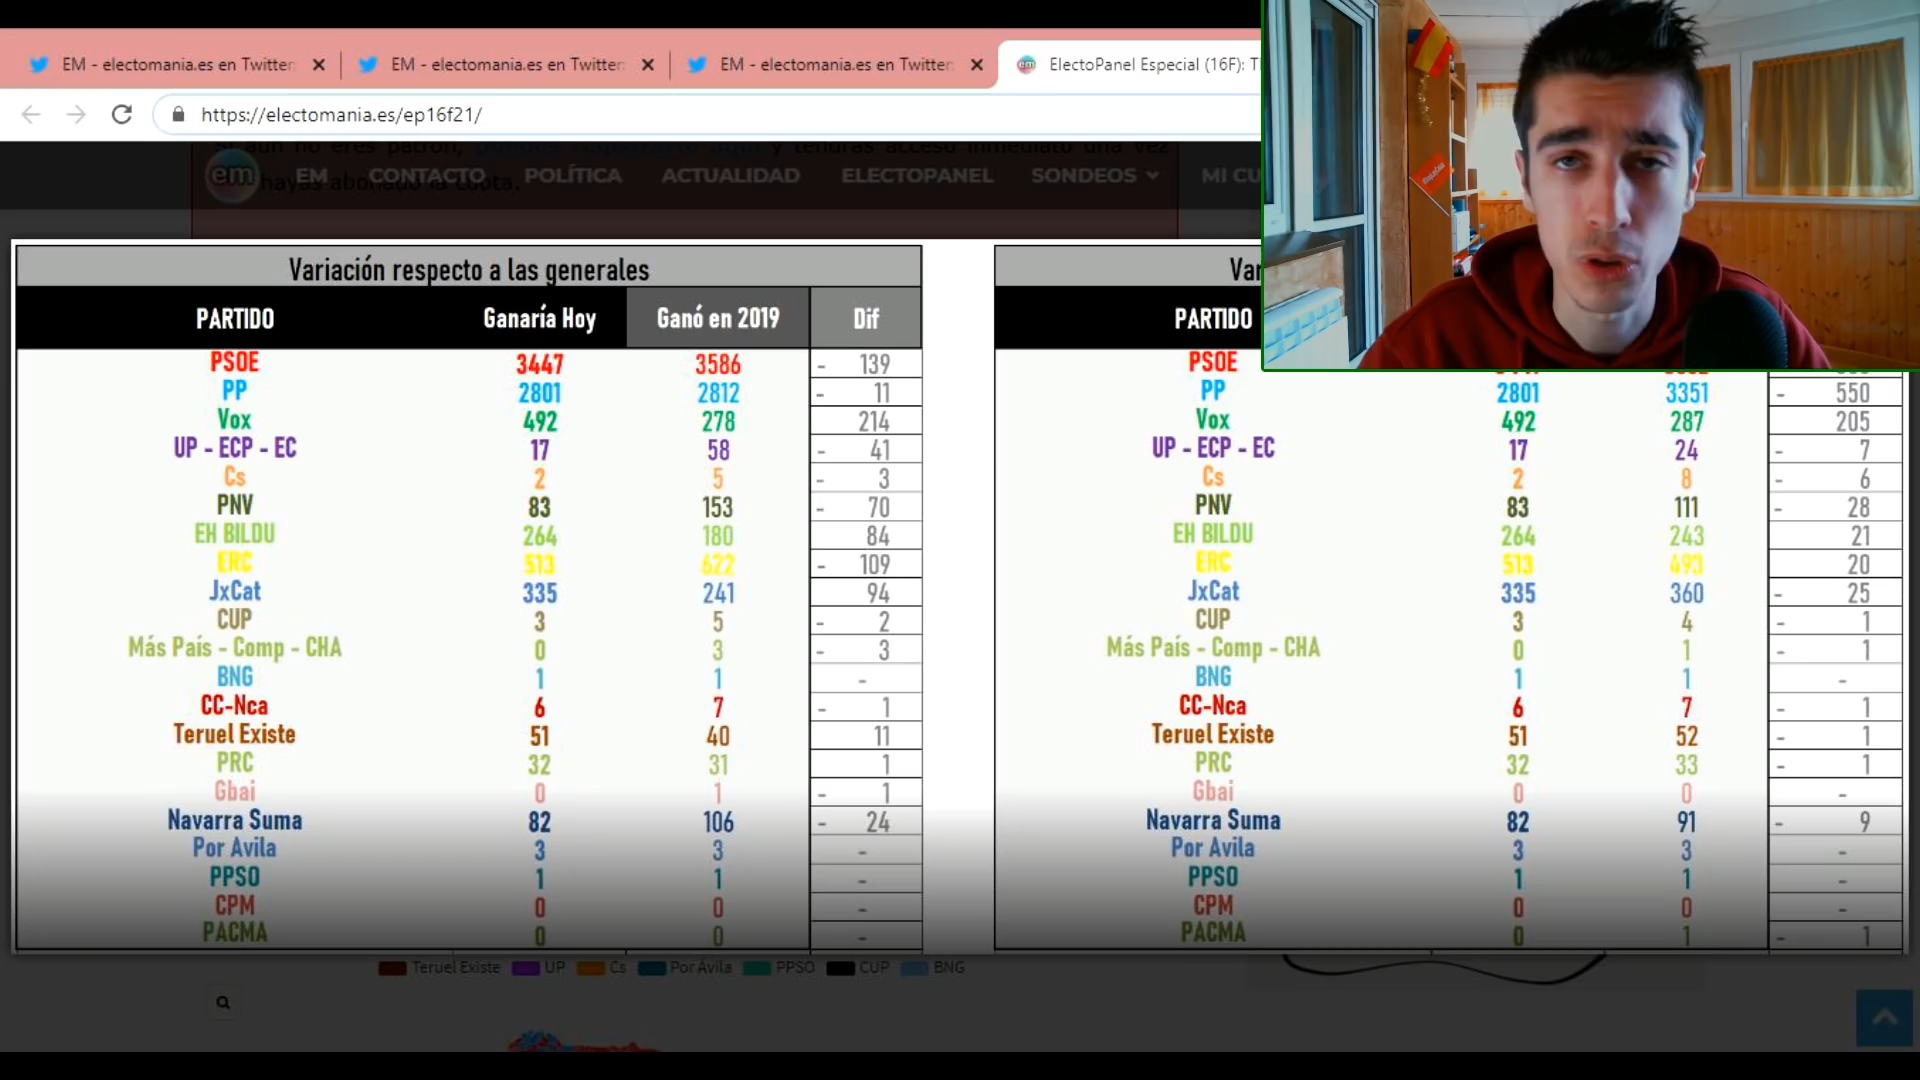 EM - electomania.es en Twitter: EM - electomania.es en Twitter: EM - electomania.es en Twitter: ElectoPanel Especial (16F): T
https://electomania.es/ep16f21/
em EM CONTACTO POLÍTICA ACTUALIDAD ELECTOPANEL SONDEOS MI CU
hayas abonado la cuota.
Variación respecto a las generales
PARTIDO Ganaría Hoy Ganó en 2019 Dif
PSOE 3447 3586 - 139
PP 2801 2812 - 11
Vox 492 278 214
UP - ECP - EC 17 58 - 41
Cs 2 5 - 3
PNV 83 153 - 70
EH BILDU 264 180 84
ERC 513 622 - 109
JxCat 335 241 94
CUP 3 5 - 2
Más País - Comp - CHA 0 3 - 3
BNG 1 1 -
CC-Nca 6 7 - 1
Teruel Existe 51 40 11
PRC 32 31 1
Gbai 0 1 - 1
Navarra Suma 82 106 - 24
Por Avila 3 3 -
PPSO 1 1 -
CPM 0 0 -
PACMA 0 0 -
Var
PARTIDO
PSOE
PP 2801 3351 - 550
Vox 492 287 205
UP - ECP - EC 17 24 - 7
Cs 2 8 - 6
PNV 83 111 - 28
EH BILDU 264 243 21
ERC 513 493 20
JxCat 335 360 - 25
CUP 3 4 - 1
Más País - Comp - CHA 0 1 - 1
BNG 1 1 -
CC-Nca 6 7 - 1
Teruel Existe 51 52 - 1
PRC 32 33 - 1
Gbai 0 0 -
Navarra Suma 82 91 - 9
Por Avila 3 3 -
PPSO 1 1 -
CPM 0 0 -
PACMA 0 1 - 1
Teruel Existe UP Cs Por Ávila PPSO CUP BNG